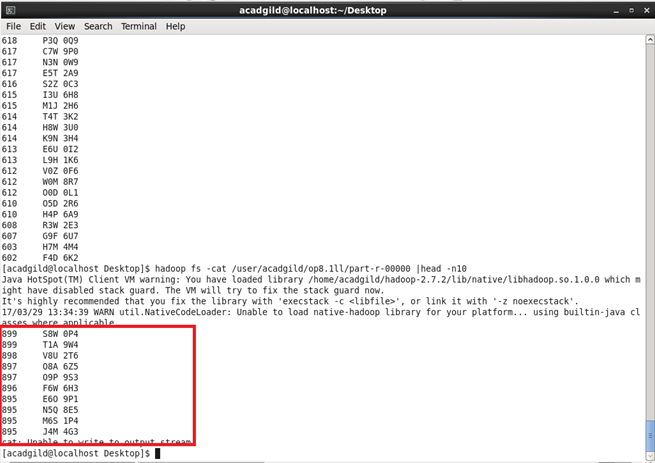 acadgild@localhost:~/Desktop
File Edit View Search Terminal Help
618 P3Q 0Q9
617 C7W 9P0
617 N3N 0W9
617 E5T 2A9
616 S2Z 0C3
615 I3U 6H8
615 M1J 2H6
614 T4T 3K2
614 H8W 3U0
614 K9N 3H4
613 E6U 0I2
613 L9H 1K6
612 V0Z 0F6
612 W0M 8R7
612 O0D 0L1
610 O5D 2R6
610 H4P 6A9
608 R3W 2E3
607 G9F 6U7
603 H7M 4M4
602 F4D 6K2
[acadgild@localhost Desktop]$ hadoop fs -cat /user/acadgild/op8.1ll/part-r-00000 |head -n10
Java HotSpot(TM) Client VM warning: You have loaded library /home/acadgild/hadoop-2.7.2/lib/native/libhadoop.so.1.0.0 which m
ight have disabled stack guard. The VM will try to fix the stack guard now.
It's highly recommended that you fix the library with 'execstack -c <libfile>', or link it with '-z noexecstack'.
17/03/29 13:34:39 WARN util.NativeCodeLoader: Unable to load native-hadoop library for your platform... using builtin-java cl
asses where applicable
899 S8W 0P4
899 T1A 9W4
898 V8U 2T6
897 O8A 6Z5
897 O9P 9S3
896 F6W 6H3
895 E6O 9P1
895 N5Q 8E5
895 M6S 1P4
895 J4M 4G3
cat: Unable to write to output stream.
[acadgild@localhost Desktop]$